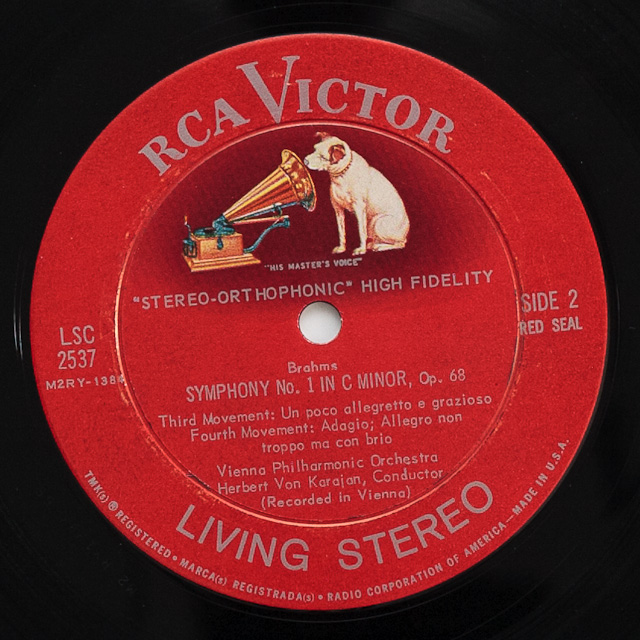 RCA VICTOR
"HIS MASTER'S VOICE"
"STEREO-ORTHOPHONIC" HIGH FIDELITY
LSC
2537
M2RY-1384
SIDE 2
RED SEAL
Brahms
SYMPHONY No. 1 IN C MINOR, Op. 68
Third Movement: Un poco allegretto e grazioso
Fourth Movement: Adagio; Allegro non
troppo ma con brio
Vienna Philharmonic Orchestra
Herbert Von Karajan, Conductor
(Recorded in Vienna)
LIVING STEREO
TMK(s) ® REGISTERED • MARCA(s) REGISTRADA(s) • RADIO CORPORATION OF AMERICA—MADE IN U.S.A.